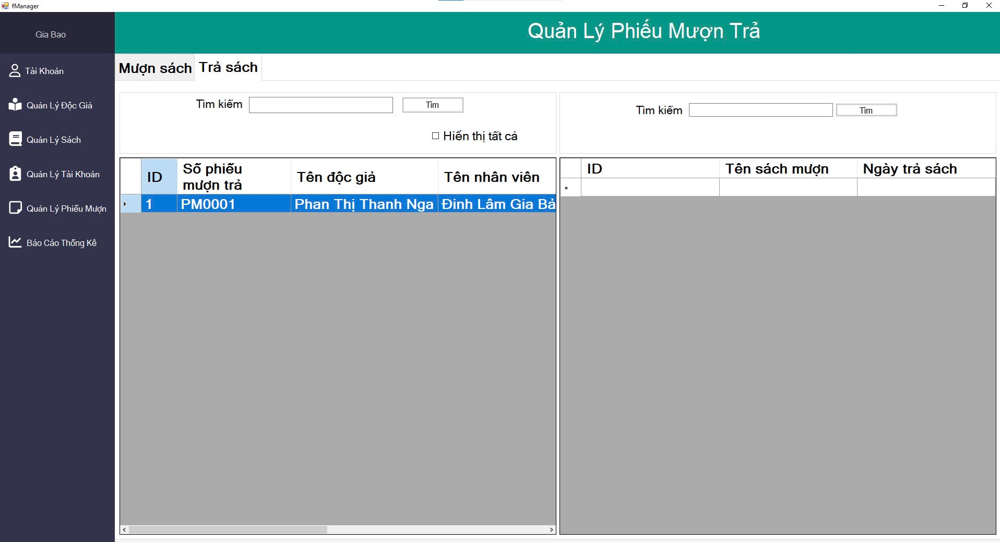 fManager
Gia Bao
Quản Lý Phiếu Mượn Trả
Tài Khoản
Quản Lý Độc Giả
Quản Lý Sách
Quản Lý Tài Khoản
Quản Lý Phiếu Mượn
Báo Cáo Thống Kê
Mượn sách
Trả sách
Tìm kiếm
Tìm
Hiển thị tất cả
ID
Số phiếu
mượn trả
Tên độc giả
Tên nhân viên
1
PM0001
Phan Thị Thanh Nga
Đinh Lâm Gia Bả
Tìm kiếm
Tìm
ID
Tên sách mượn
Ngày trả sách
*